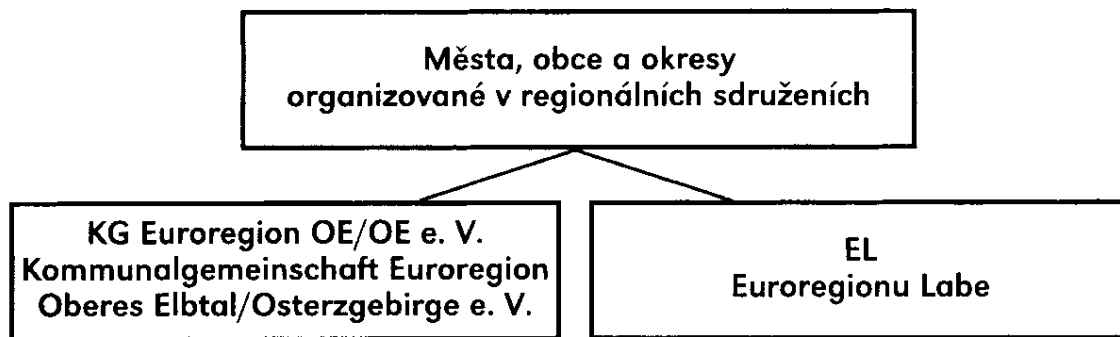 Města, obce a okresy
organizované v regionálních sdruženích
KG Euroregion OE/OE e. V.
Kommunalgemeinschaft Euroregion
Oberes Elbtal/Osterzgebirge e. V.
EL
Euroregionu Labe